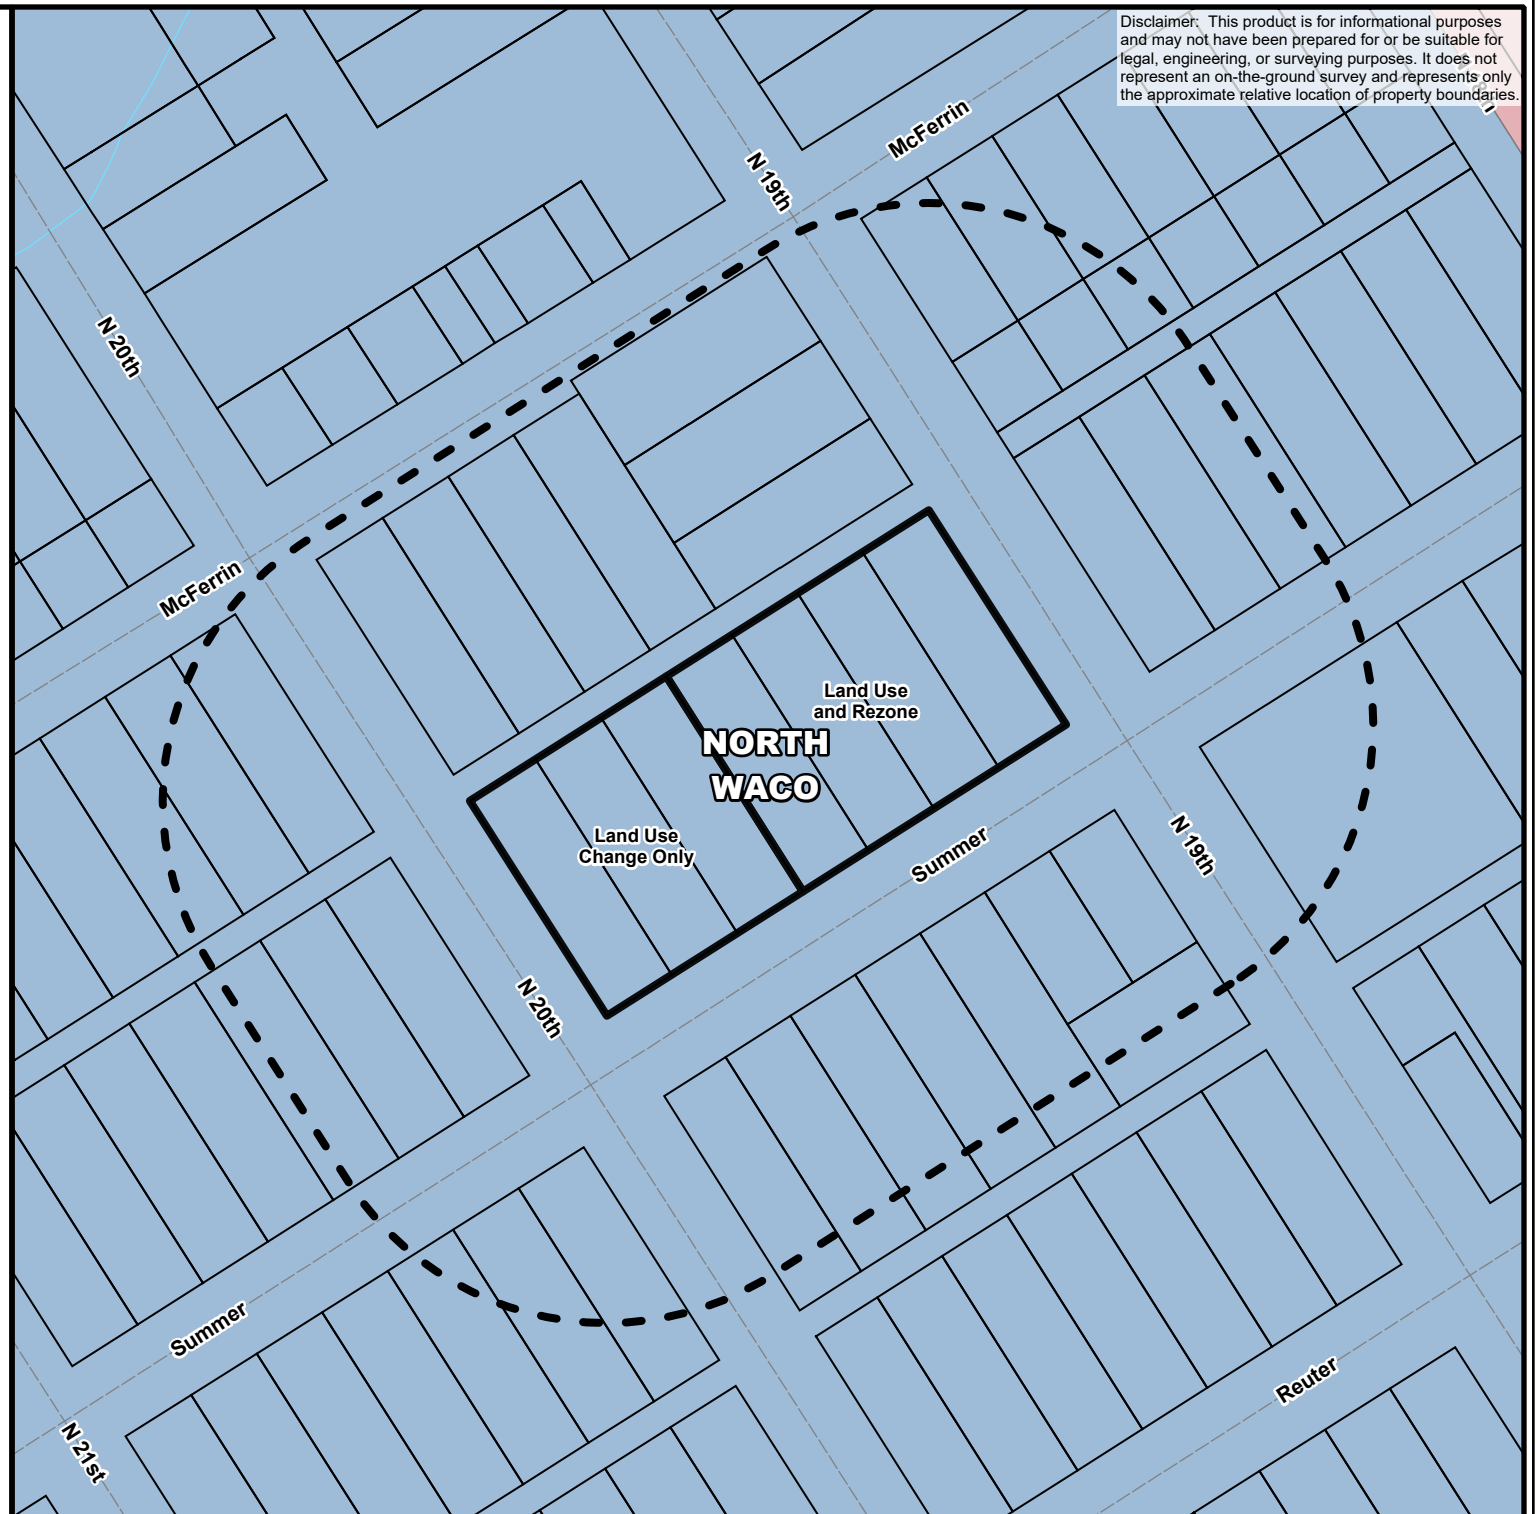 Disclaimer:  This product is for informational purposes
and may not have been prepared for or be suitable for
legal, engineering, or surveying purposes. It does not
represent an on-the-ground survey and represents only
the approximate relative location of property boundaries.
McFerrin
N 19th
N 20th
McFerrin
Land Use
and Rezone
NORTH
WACO
Land Use
Change Only
Summer
N 19th
N 20th
Summer
Reuter
N 21st